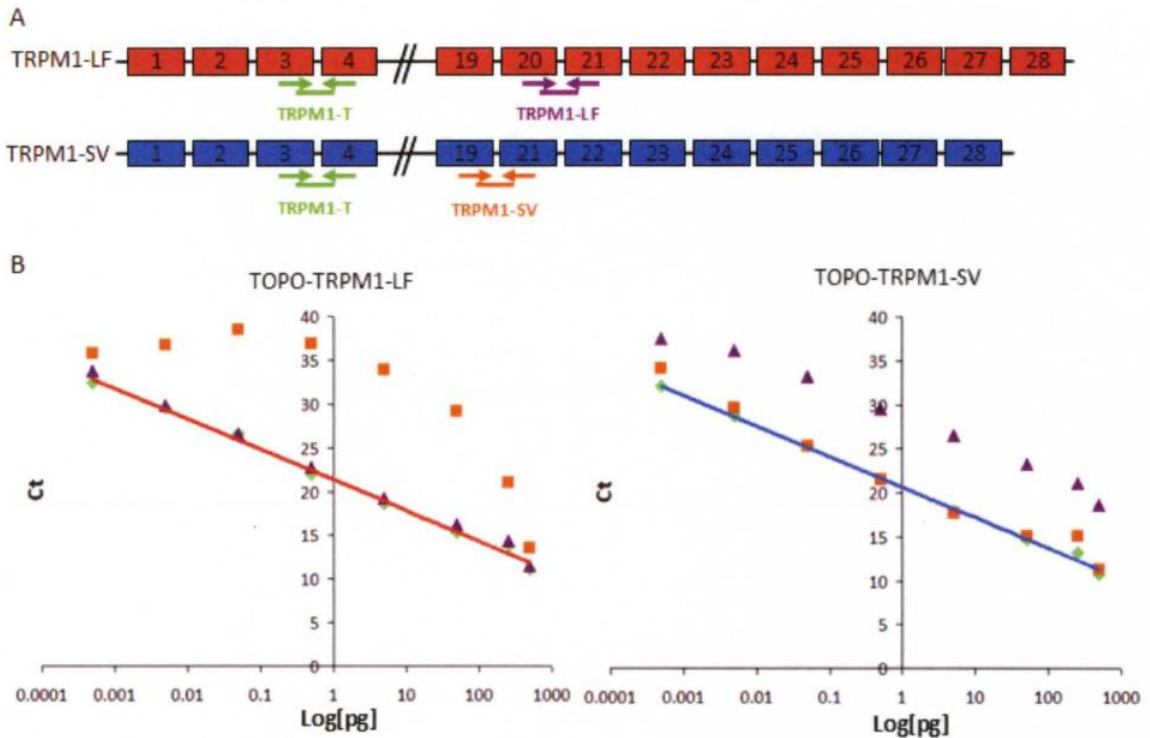 A
TRPM1-LF 1 2 3 4 19 20 21 22 23 24 25 26 27 28
TRPM1-T TRPM1-LF
TRPM1-SV 1 2 3 4 19 21 22 23 24 25 26 27 28
TRPM1-T TRPM1-SV
B
TOPO-TRPM1-LF
40
35
30
25
20
15
10
5
0
Ct
0.0001 0.001 0.01 0.1 1 10 100 1000
Log[pg]
TOPO-TRPM1-SV
40
35
30
25
20
15
10
5
0
Ct
0.0001 0.001 0.01 0.1 1 10 100 1000
Log[pg]